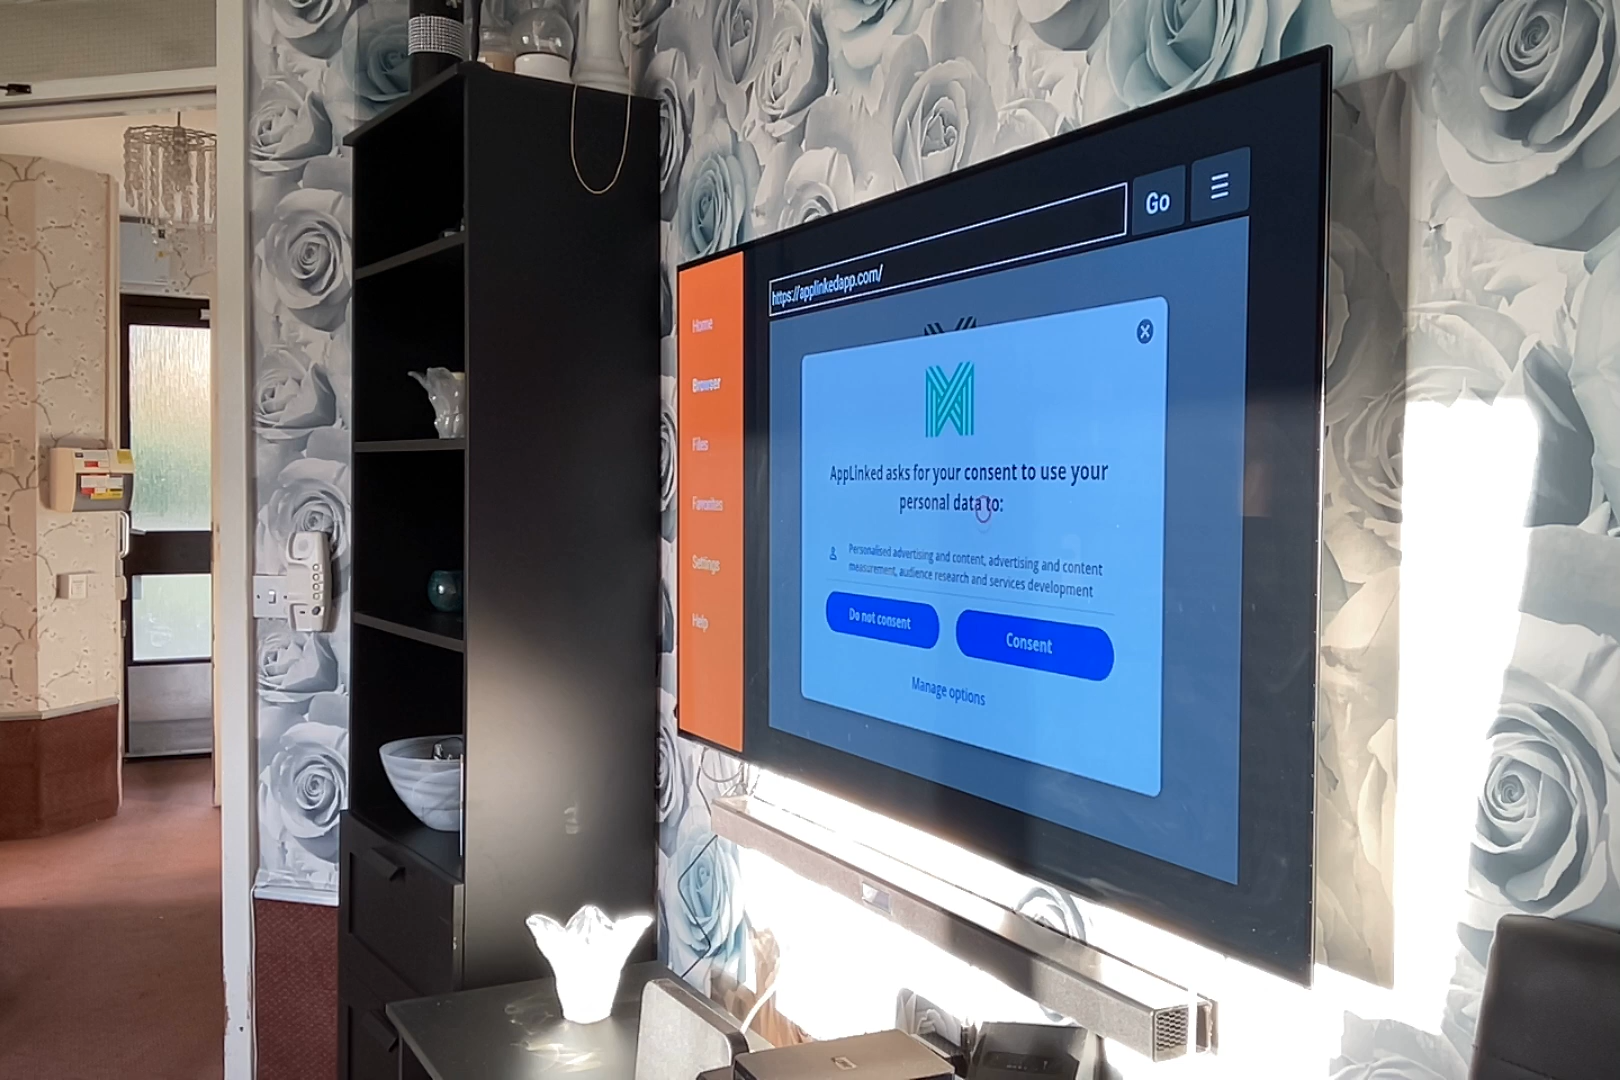 https://applinkedapp.com/
Go
Home
Browser
Files
Favorites
Settings
Help
AppLinked asks for your consent to use your
personal data to:
Personalised advertising and content, advertising and content
measurement, audience research and services development
Do not consent
Consent
Manage options